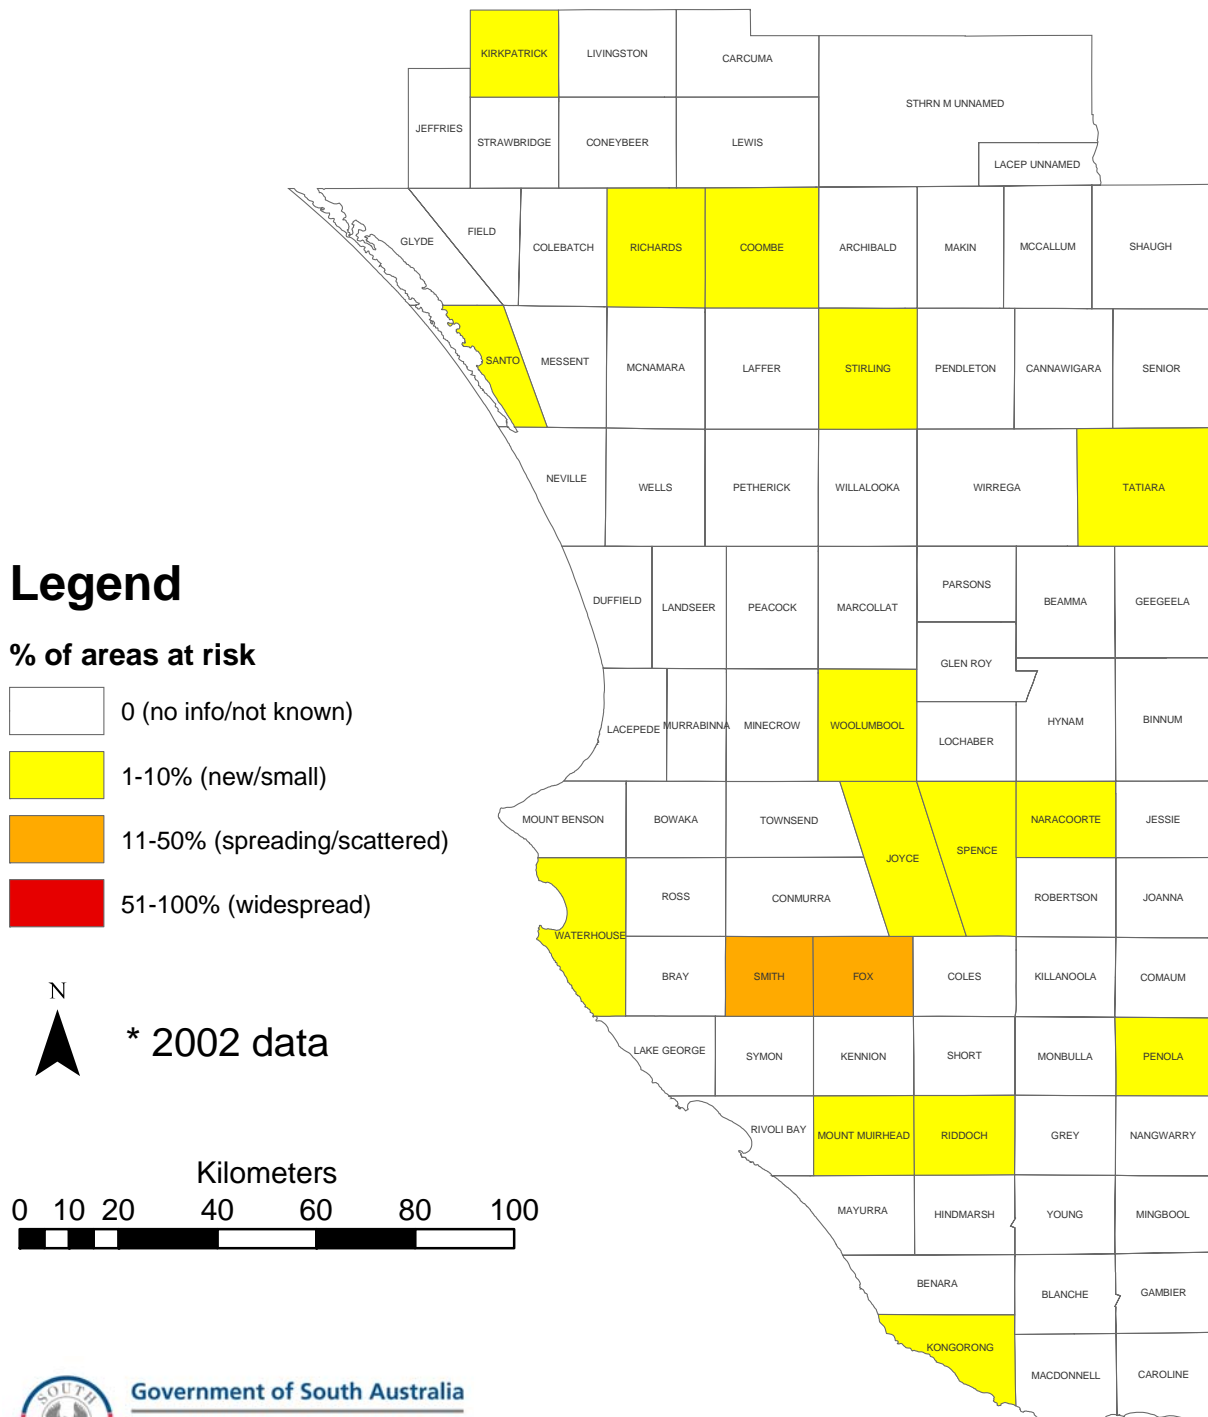 KIRKPATRICK
LIVINGSTON
CARCUMA
STHRN M UNNAMED
JEFFRIES
STRAWBRIDGE
CONEYBEER
LEWIS
LACEP UNNAMED
GLYDE
FIELD
COLEBATCH
RICHARDS
COOMBE
ARCHIBALD
MAKIN
MCCALLUM
SHAUGH
SANTO
MESSENT
MCNAMARA
LAFFER
STIRLING
PENDLETON
CANNAWIGARA
SENIOR
NEVILLE
WELLS
PETHERICK
WILLALOOKA
WIRREGA
TATIARA
DUFFIELD
LANDSEER
PEACOCK
MARCOLLAT
PARSONS
BEAMMA
GEEGEELA
GLEN ROY
LACEPEDE
MURRABINNA
MINECROW
WOOLUMBOOL
LOCHABER
HYNAM
BINNUM
MOUNT BENSON
BOWAKA
TOWNSEND
JOYCE
SPENCE
NARACOORTE
JESSIE
WATERHOUSE
ROSS
CONMURRA
ROBERTSON
JOANNA
BRAY
SMITH
FOX
COLES
KILLANOOLA
COMAUM
LAKE GEORGE
SYMON
KENNION
SHORT
MONBULLA
PENOLA
RIVOLI BAY
MOUNT MUIRHEAD
RIDDOCH
GREY
NANGWARRY
MAYURRA
HINDMARSH
YOUNG
MINGBOOL
BENARA
BLANCHE
GAMBIER
KONGORONG
MACDONNELL
CAROLINE
Legend
% of areas at risk
0 (no info/not known)
1-10% (new/small)
11-50% (spreading/scattered)
51-100% (widespread)
N
* 2002 data
Kilometers
0 10 20 40 60 80 100
SOUTH
Government of South Australia